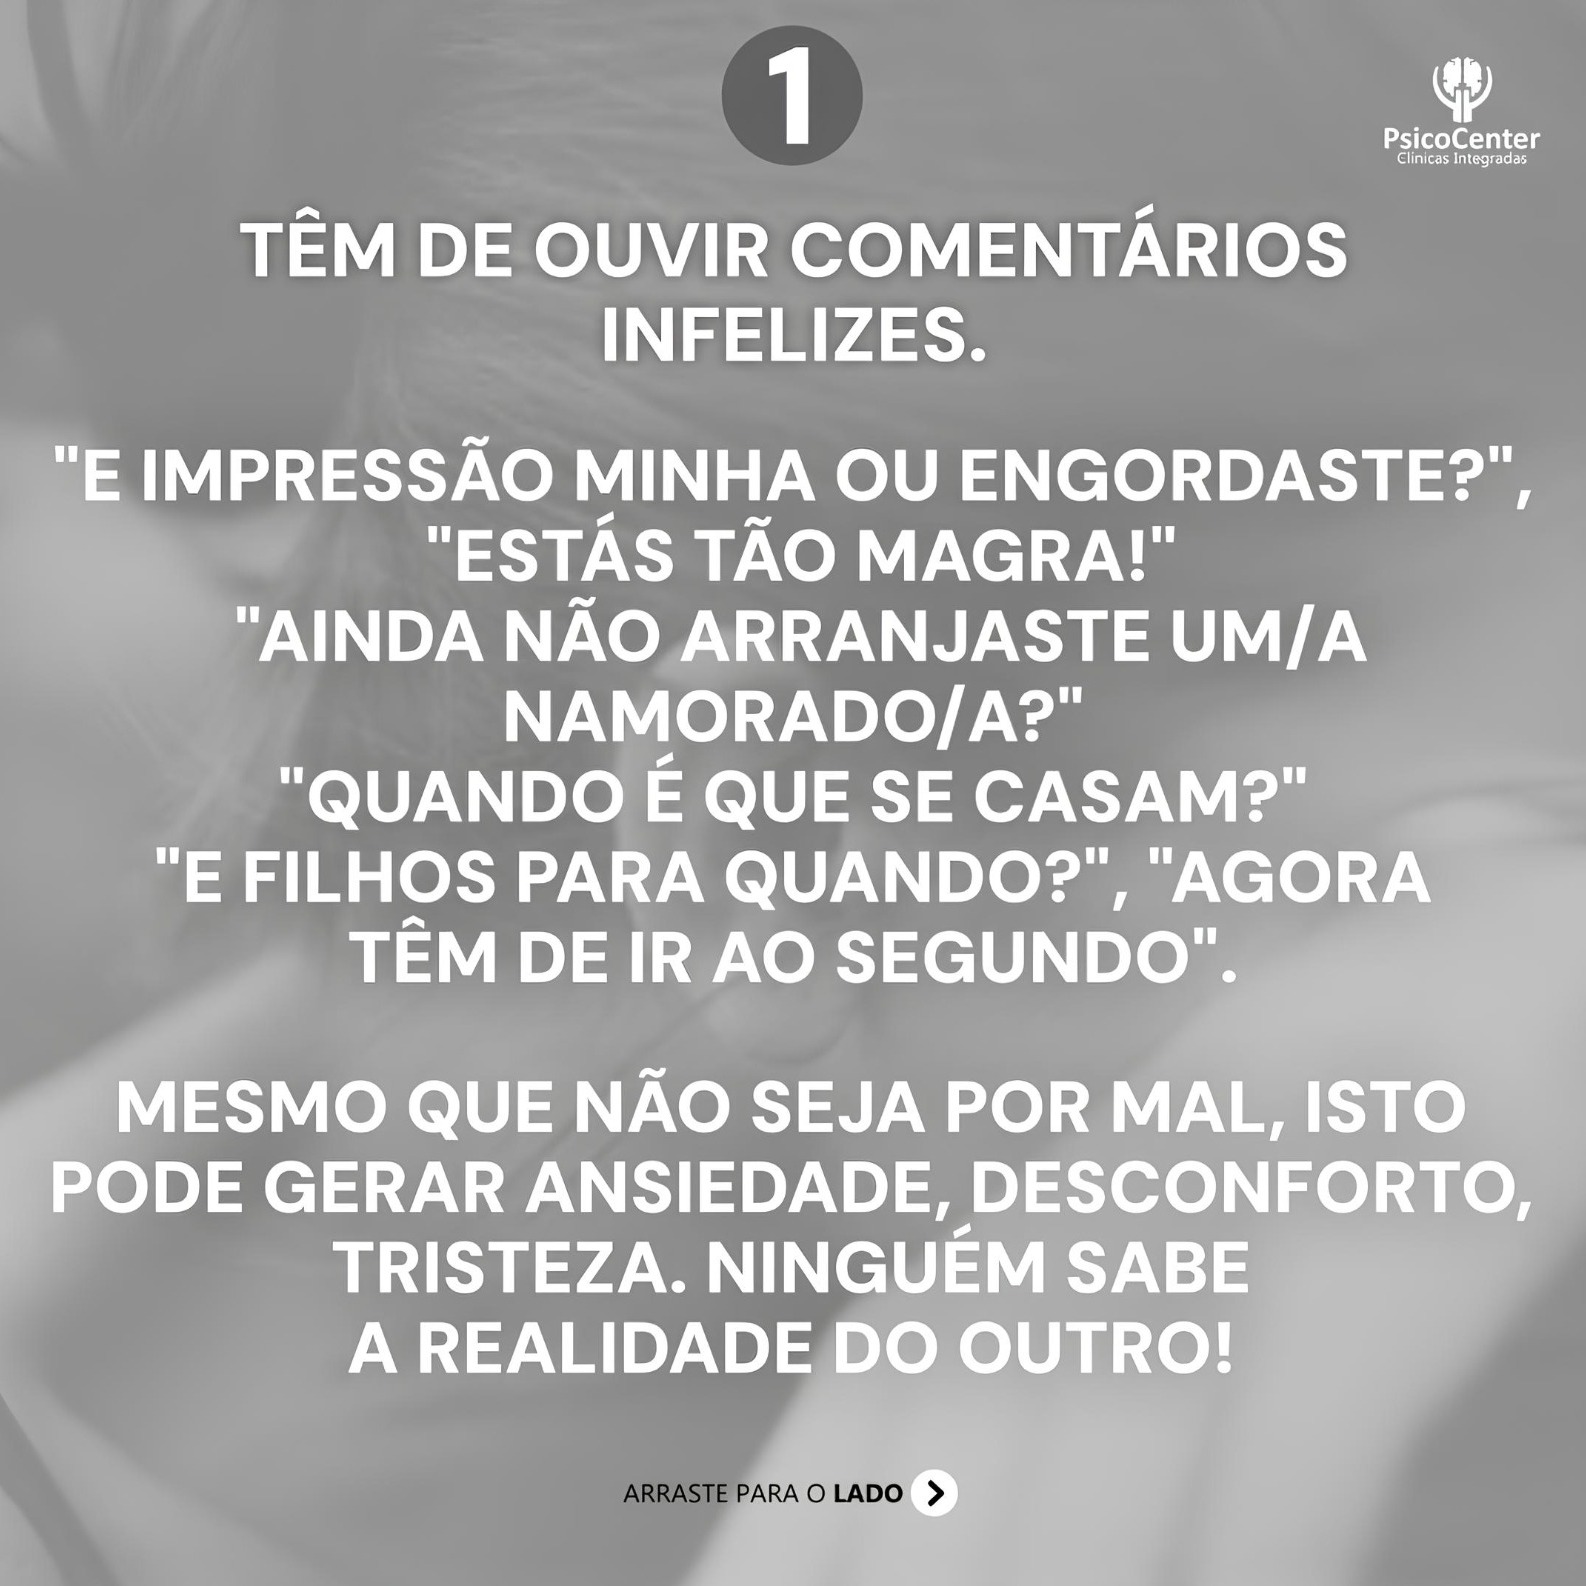 1
PsicoCenter
Clinicas Integradas
TÊM DE OUVIR COMENTÁRIOS
INFELIZES.
"E IMPRESSÃO MINHA OU ENGORDASTE?",
"ESTÁS TÃO MAGRA!"
"AINDA NÃO ARRANJASTE UM/A
NAMORADO/A?"
"QUANDO É QUE SE CASAM?"
"E FILHOS PARA QUANDO?", "AGORA
TÊM DE IR AO SEGUNDO".
MESMO QUE NÃO SEJA POR MAL, ISTO
PODE GERAR ANSIEDADE, DESCONFORTO,
TRISTEZA. NINGUÉM SABE
A REALIDADE DO OUTRO!
ARRASTE PARA O LADO